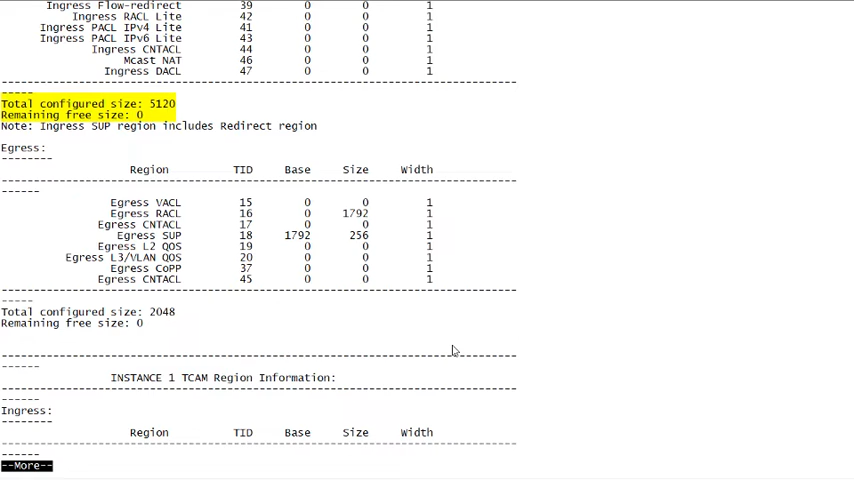 Ingress Flow-redirect 39 0 0 1
Ingress RACL Lite 42 0 0 1
Ingress PACL IPv4 Lite 41 0 0 1
Ingress PACL IPv6 Lite 43 0 0 1
Ingress CNTACL 44 0 0 1
Mcast NAT 46 0 0 1
Ingress DACL 47 0 0 1
--------------------------------------------------------------------------------
-----
Total configured size: 5120
Remaining free size: 0
Note: Ingress SUP region includes Redirect region
Egress:
--------
Region TID Base Size Width
--------------------------------------------------------------------------------
------
Egress VACL 15 0 0 1
Egress RACL 16 0 1792 1
Egress CNTACL 17 0 0 1
Egress SUP 18 1792 256 1
Egress L2 QOS 19 0 0 1
Egress L3/VLAN QOS 20 0 0 1
Egress CoPP 37 0 0 1
Egress CNTACL 45 0 0 1
--------------------------------------------------------------------------------
-----
Total configured size: 2048
Remaining free size: 0
--------------------------------------------------------------------------------
------
INSTANCE 1 TCAM Region Information:
--------------------------------------------------------------------------------
------
Ingress:
--------
Region TID Base Size Width
--------------------------------------------------------------------------------
------
--More--